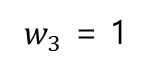 w₃ = 1